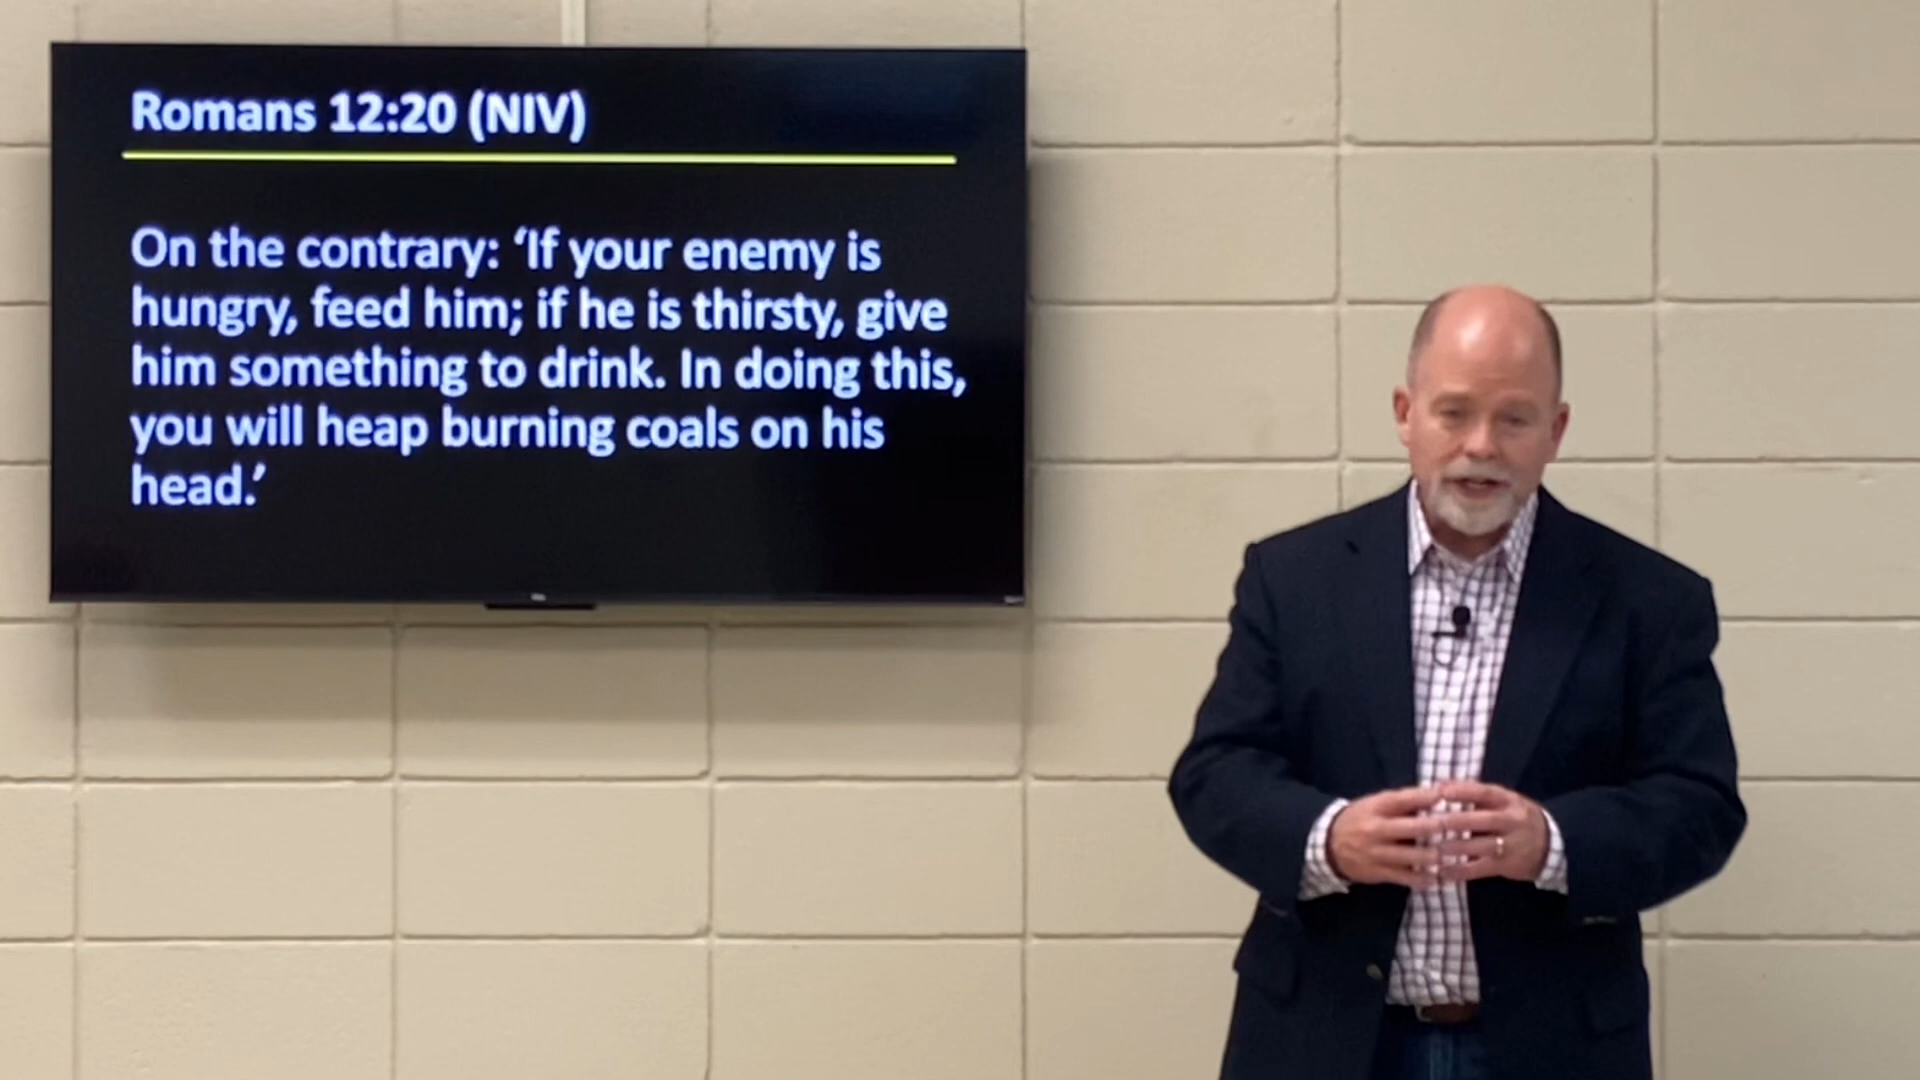 Romans 12:20 (NIV)
On the contrary: ‘If your enemy is
hungry, feed him; if he is thirsty, give
him something to drink. In doing this,
you will heap burning coals on his
head.’